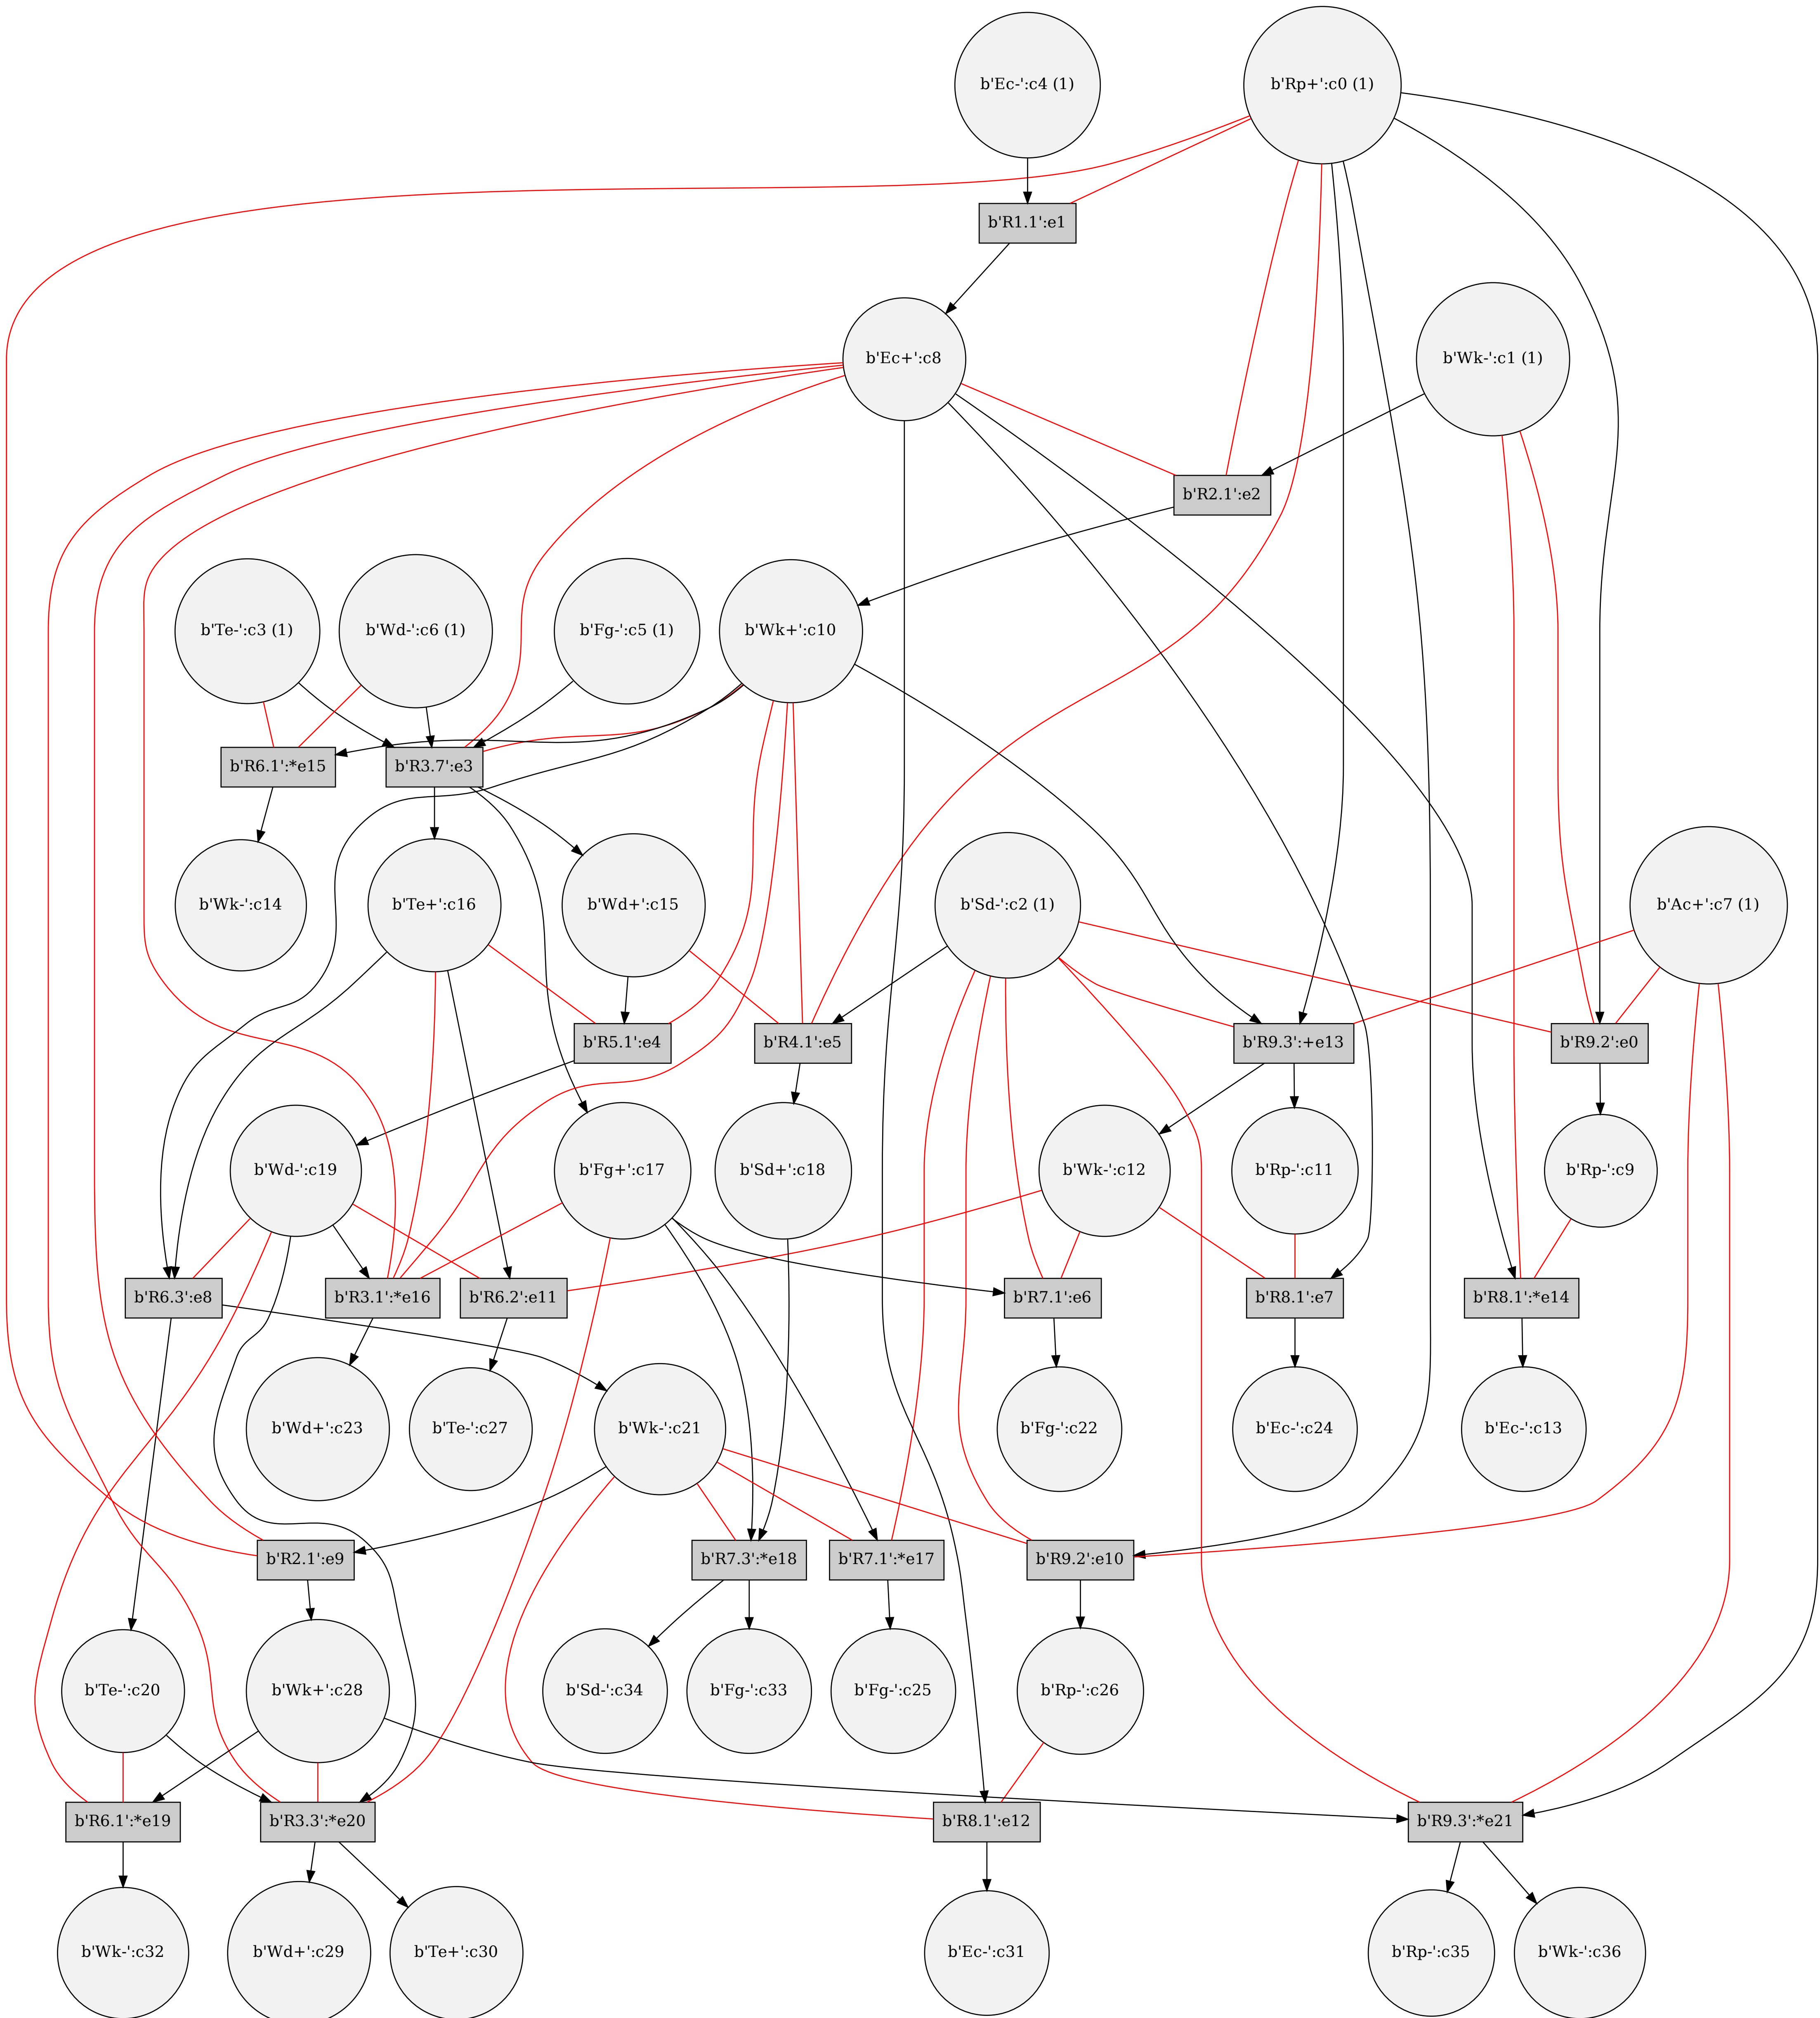 b'Ec-':c4 (1)
b'Rp+':c0 (1)
b'R1.1':e1
b'Ec+':c8
b'Wk-':c1 (1)
b'R2.1':e2
b'Te-':c3 (1)
b'Wd-':c6 (1)
b'Fg-':c5 (1)
b'Wk+':c10
b'R6.1':*e15
b'R3.7':e3
b'Wk-':c14
b'Te+':c16
b'Wd+':c15
b'Sd-':c2 (1)
b'Ac+':c7 (1)
b'R5.1':e4
b'R4.1':e5
b'R9.3':+e13
b'R9.2':e0
b'Wd-':c19
b'Fg+':c17
b'Sd+':c18
b'Wk-':c12
b'Rp-':c11
b'Rp-':c9
b'R6.3':e8
b'R3.1':*e16
b'R6.2':e11
b'R7.1':e6
b'R8.1':e7
b'R8.1':*e14
b'Wd+':c23
b'Te-':c27
b'Wk-':c21
b'Fg-':c22
b'Ec-':c24
b'Ec-':c13
b'R2.1':e9
b'R7.3':*e18
b'R7.1':*e17
b'R9.2':e10
b'Te-':c20
b'Wk+':c28
b'Sd-':c34
b'Fg-':c33
b'Fg-':c25
b'Rp-':c26
b'R6.1':*e19
b'R3.3':*e20
b'R8.1':e12
b'R9.3':*e21
b'Wk-':c32
b'Wd+':c29
b'Te+':c30
b'Ec-':c31
b'Rp-':c35
b'Wk-':c36